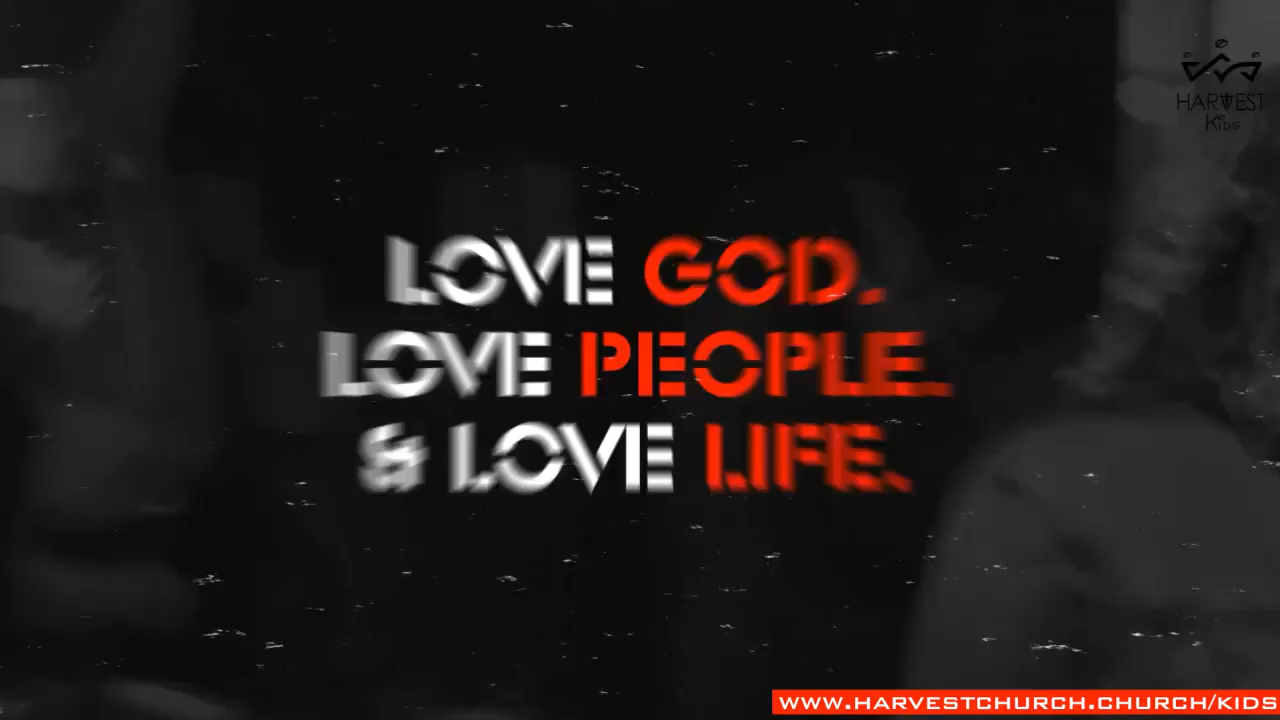 HARVEST
KiDS
LOVE GOD.
LOVE PEOPLE.
& LOVE LIFE.
WWW.HARVESTCHURCH.CHURCH/KIDS